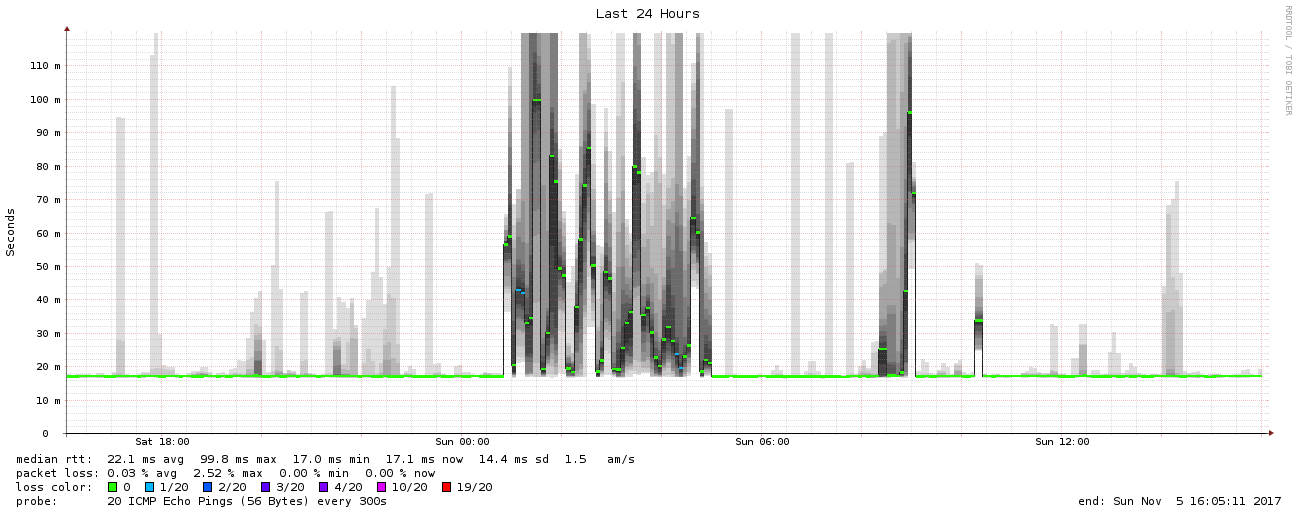 Last 24 Hours
RRDTOOL / TOBI OETIKER
Seconds
110 m
100 m
90 m
80 m
70 m
60 m
50 m
40 m
30 m
20 m
10 m
0
Sat 18:00 Sun 00:00 Sun 06:00 Sun 12:00
median rtt: 22.1 ms avg 99.8 ms max 17.0 ms min 17.1 ms now 14.4 ms sd 1.5 am/s
packet loss: 0.03 % avg 2.52 % max 0.00 % min 0.00 % now
loss color: 0 1/20 2/20 3/20 4/20 10/20 19/20
probe: 20 ICMP Echo Pings (56 Bytes) every 300s end: Sun Nov 5 16:05:11 2017